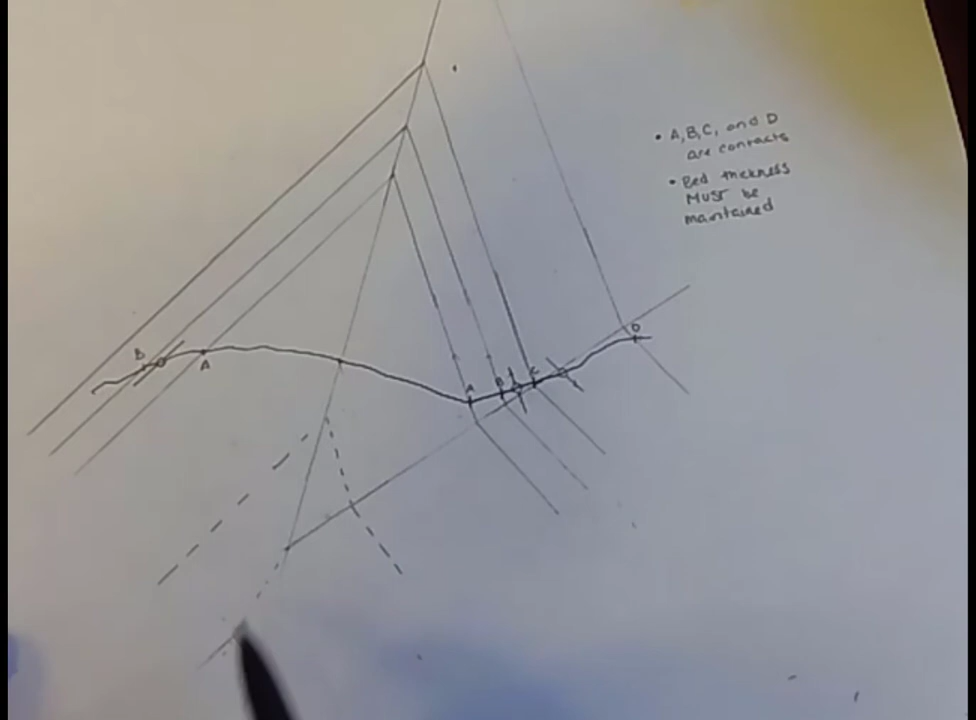 • A,B,C, and D
are contacts
• Bed thickness
MUST be
maintained
B
A
A
B
C
D